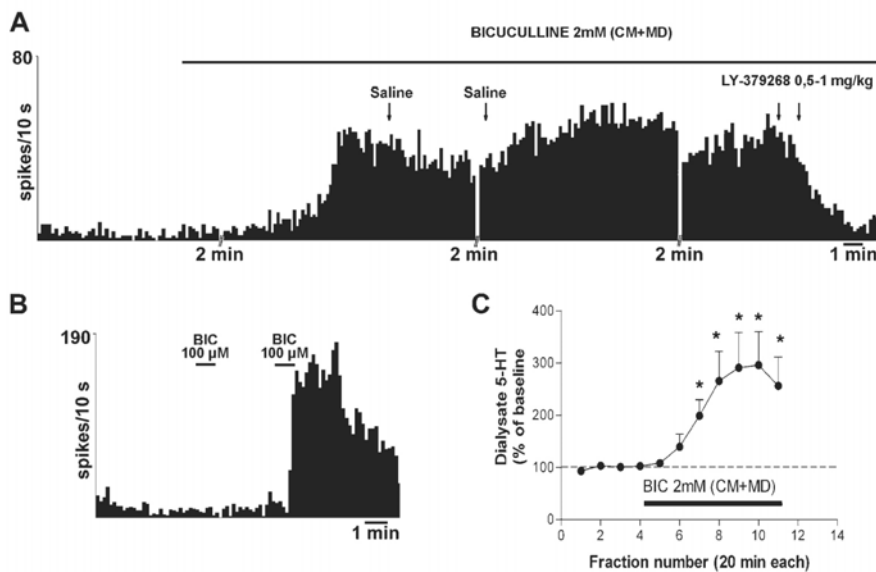 A
BICUCULLINE 2mM (CM+MD)
80
spikes/10 s
Saline
Saline
LY-379268 0,5-1 mg/kg
2 min
2 min
2 min
1 min
B
190
spikes/10 s
BIC
100 µM
BIC
100 µM
1 min
C
Dialysate 5-HT
(% of baseline
400
300
200
100
0
*
*
*
*
*
BIC 2mM (CM+MD)
0 2 4 6 8 10 12 14
Fraction number (20 min each)